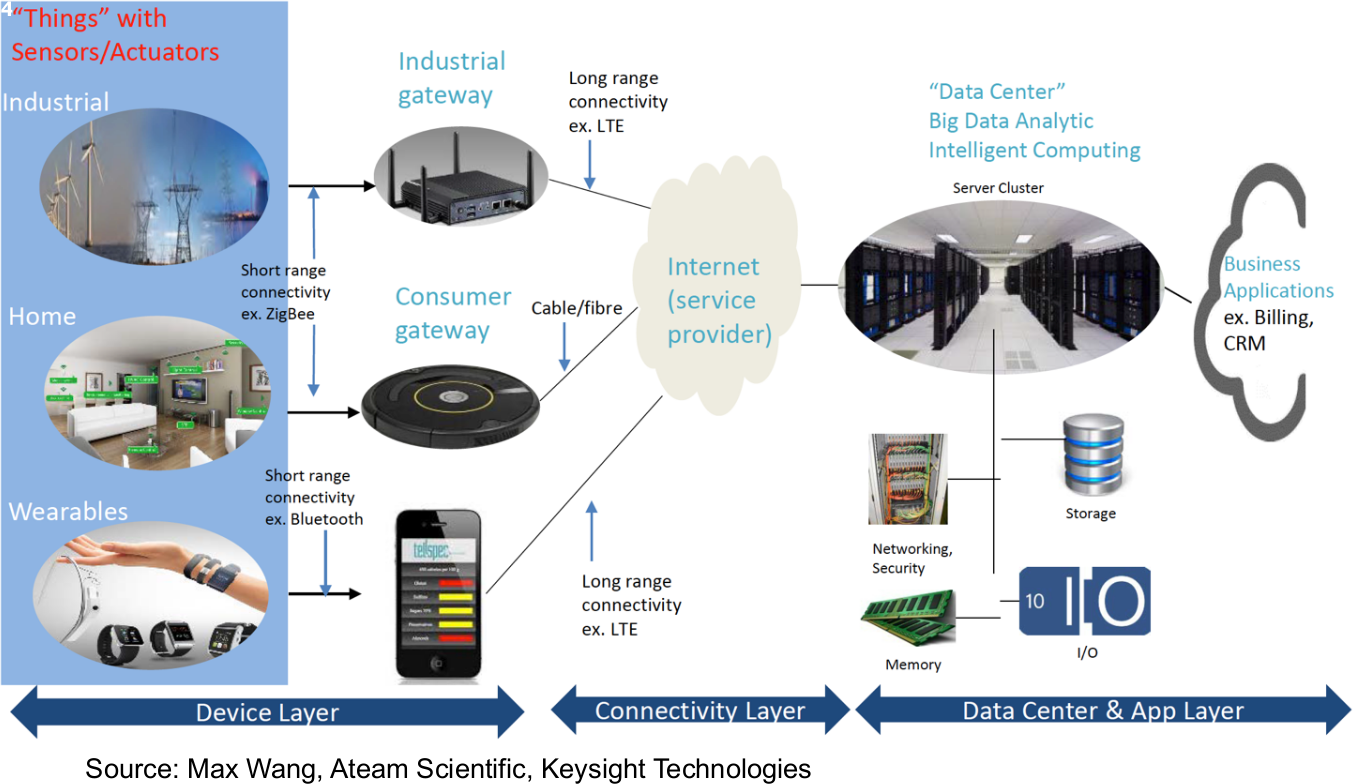 4
“Things” with
Sensors/Actuators
Industrial
Home
Wearables
Short range
connectivity
ex. ZigBee
Short range
connectivity
ex. Bluetooth
Industrial
gateway
Consumer
gateway
tellspec
Long range
connectivity
ex. LTE
Cable/fibre
Long range
connectivity
ex. LTE
Internet
(service
provider)
“Data Center”
Big Data Analytic
Intelligent Computing
Server Cluster
Business
Applications
ex. Billing,
CRM
Storage
Networking,
Security
Memory
10 I/O
I/O
Device Layer
Connectivity Layer
Data Center & App Layer
Source: Max Wang, Ateam Scientific, Keysight Technologies